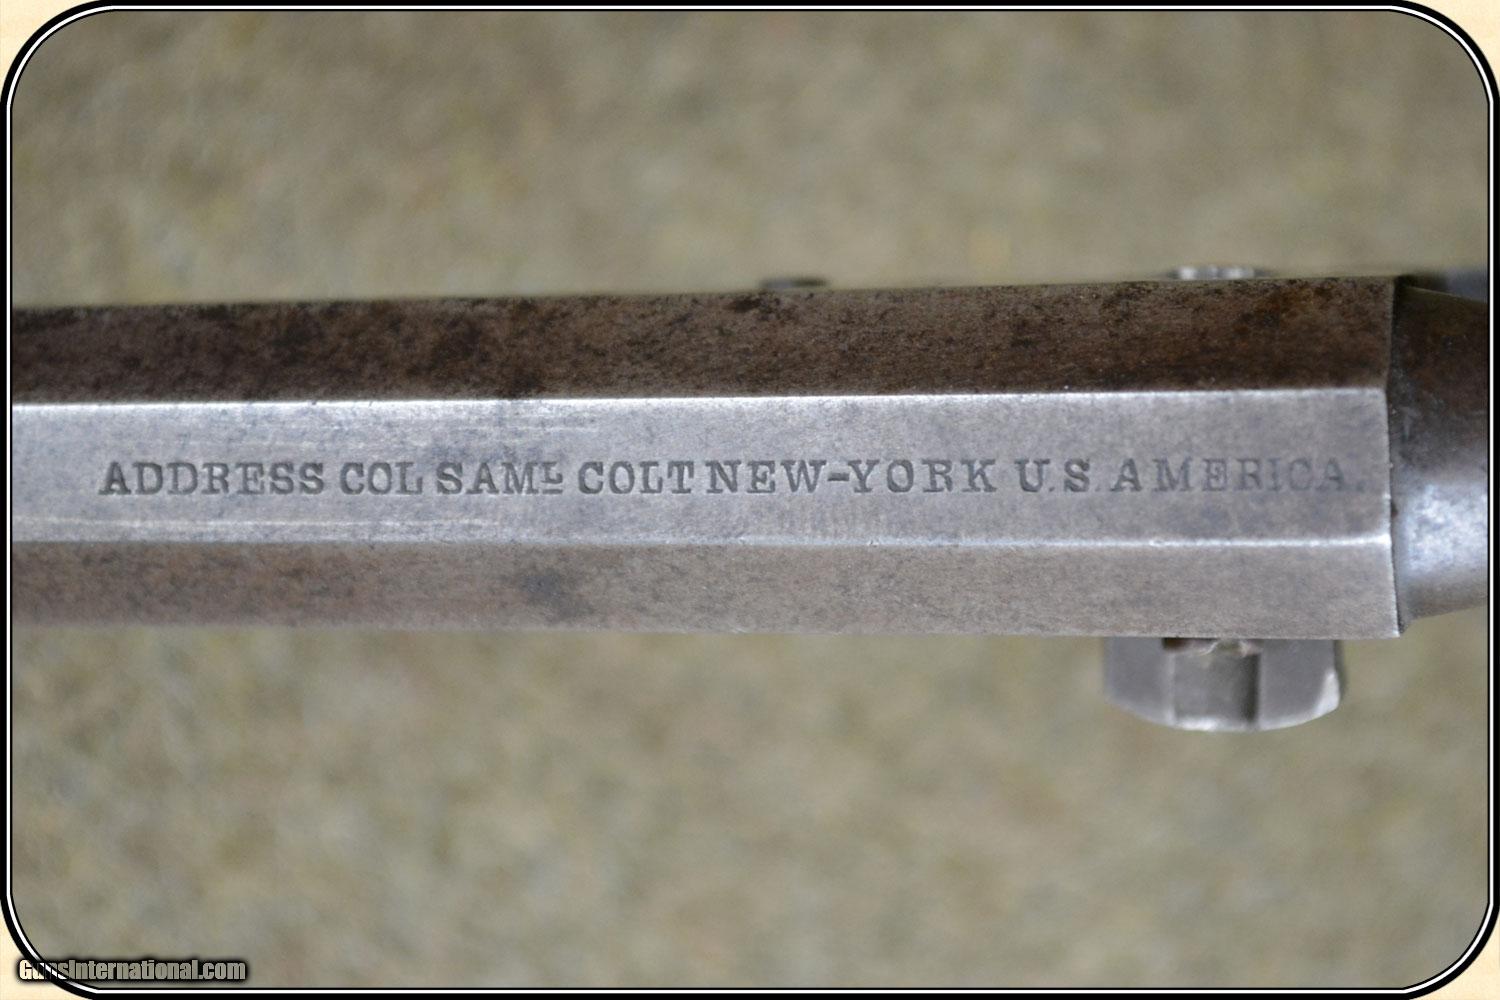 ADDRESS COL SAML COLT NEW-YORK U.S. AMERICA.
GunsInternational.com